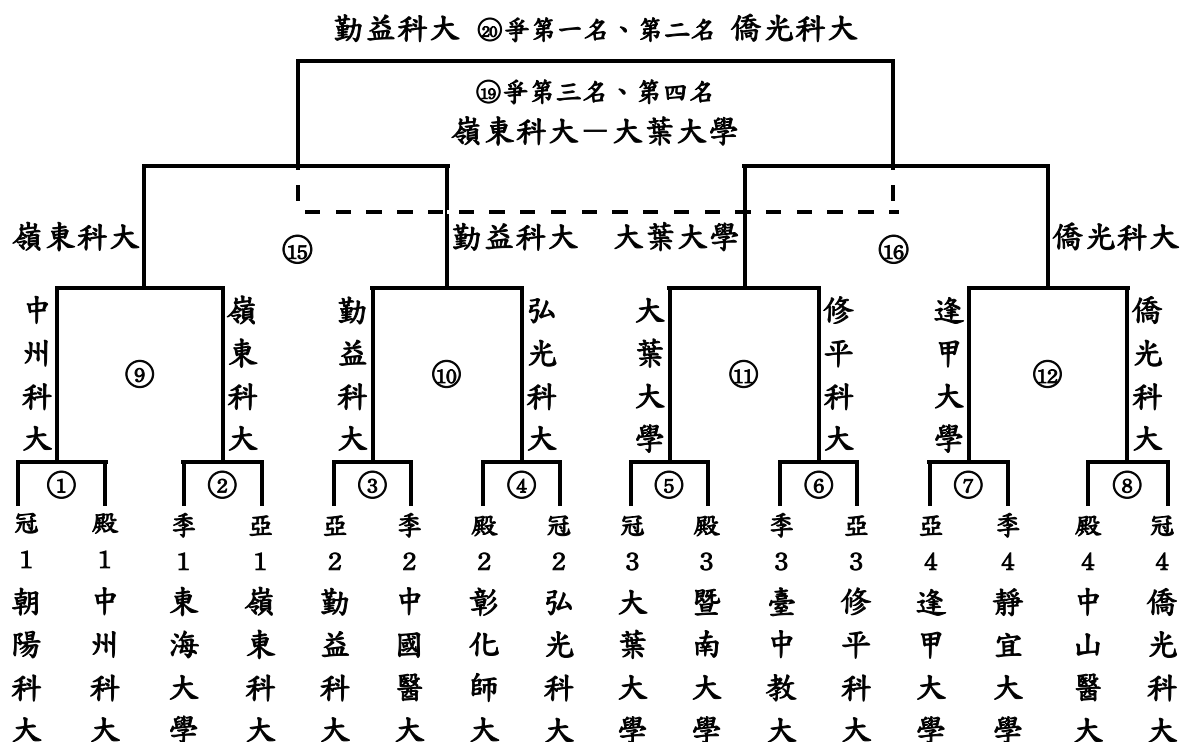 勤益科大 ⑳爭第一名、第二名 僑光科大
⑲爭第三名、第四名
嶺東科大－大葉大學
嶺東科大
⑮
勤益科大
大葉大學
⑯
僑光科大
中州科大
⑨
嶺東科大
勤益科大
⑩
弘光科大
大葉大學
⑪
修平科大
逢甲大學
⑫
僑光科大
①
②
③
④
⑤
⑥
⑦
⑧
冠1朝陽科大
殿1中州科大
季1東海大學
亞1嶺東科大
亞2勤益科大
季2中國醫大
殿2彰化師大
冠2弘光科大
冠3大葉大學
殿3暨南大學
季3臺中教大
亞3修平科大
亞4逢甲大學
季4靜宜大學
殿4中山醫大
冠4僑光科大